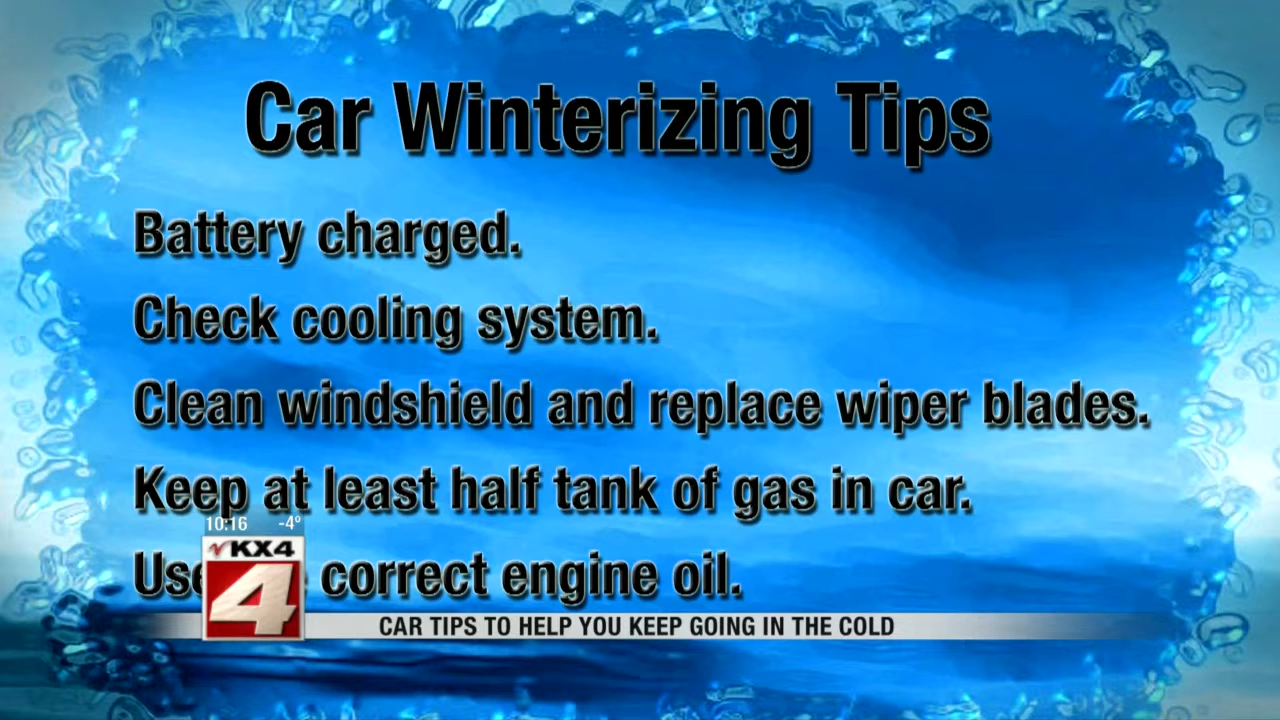 Car Winterizing Tips
Battery charged.
Check cooling system.
Clean windshield and replace wiper blades.
Keep at least half tank of gas in car.
10:16 -4°
KX4
4
Use correct engine oil.
CAR TIPS TO HELP YOU KEEP GOING IN THE COLD